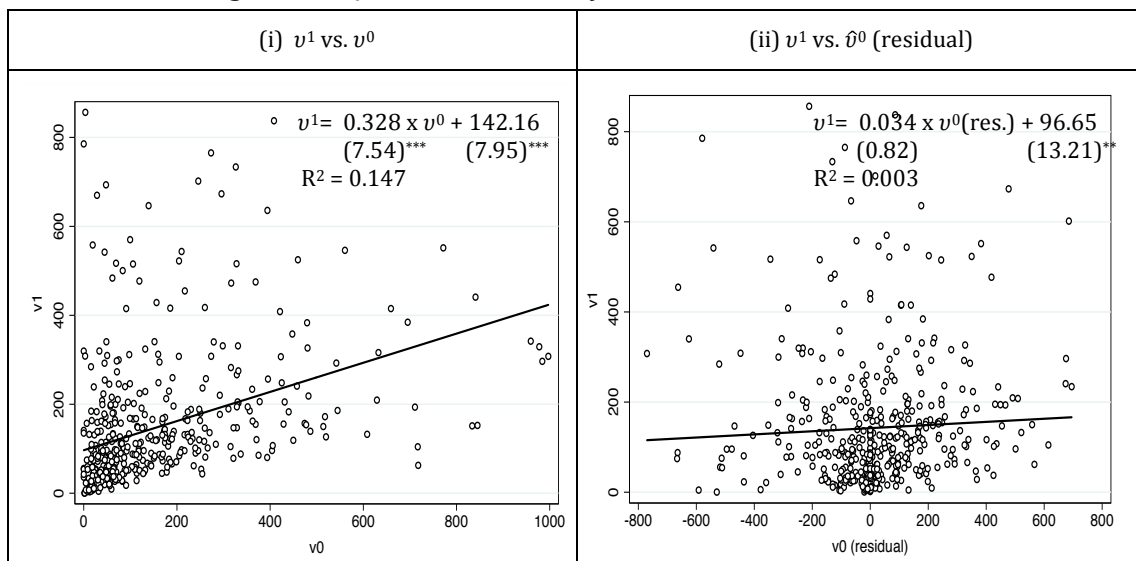 (i) υ¹ vs. υ⁰
(ii) υ¹ vs. υ̂⁰ (residual)
υ¹= 0.328 x υ⁰ + 142.16
(7.54)*** (7.95)***
R² = 0.147
v1
0
200
400
600
800
0 200 400 600 800 1000
v0
υ¹= 0.034 x υ⁰(res.) + 96.65
(0.82) (13.21)**
R² = 0.003
v1
0
200
400
600
800
-800 -600 -400 -200 0 200 400 600 800
v0 (residual)